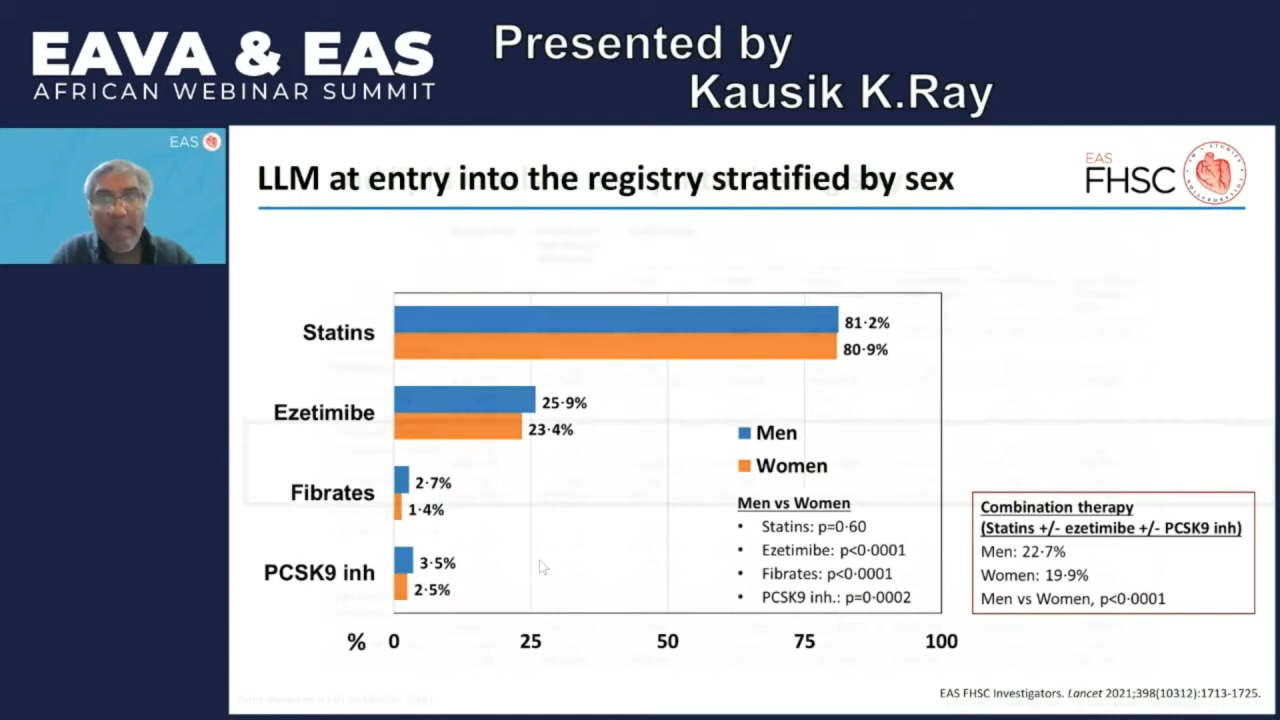 EAVA & EAS
AFRICAN WEBINAR SUMMIT
Presented by
Kausik K.Ray
EAS
LLM at entry into the registry stratified by sex
EAS
FHSC
Statins
81·2%
80·9%
Ezetimibe
25·9%
23·4%
Fibrates
2·7%
1·4%
PCSK9 inh
3·5%
2·5%
% 0 25 50 75 100
Men
Women
Men vs Women
• Statins: p=0·60
• Ezetimibe: p<0·0001
• Fibrates: p<0·0001
• PCSK9 inh.: p=0·0002
Combination therapy
(Statins +/- ezetimibe +/- PCSK9 inh)
Men: 22·7%
Women: 19·9%
Men vs Women, p<0·0001
EAS FHSC Investigators. Lancet 2021;398(10312):1713-1725.